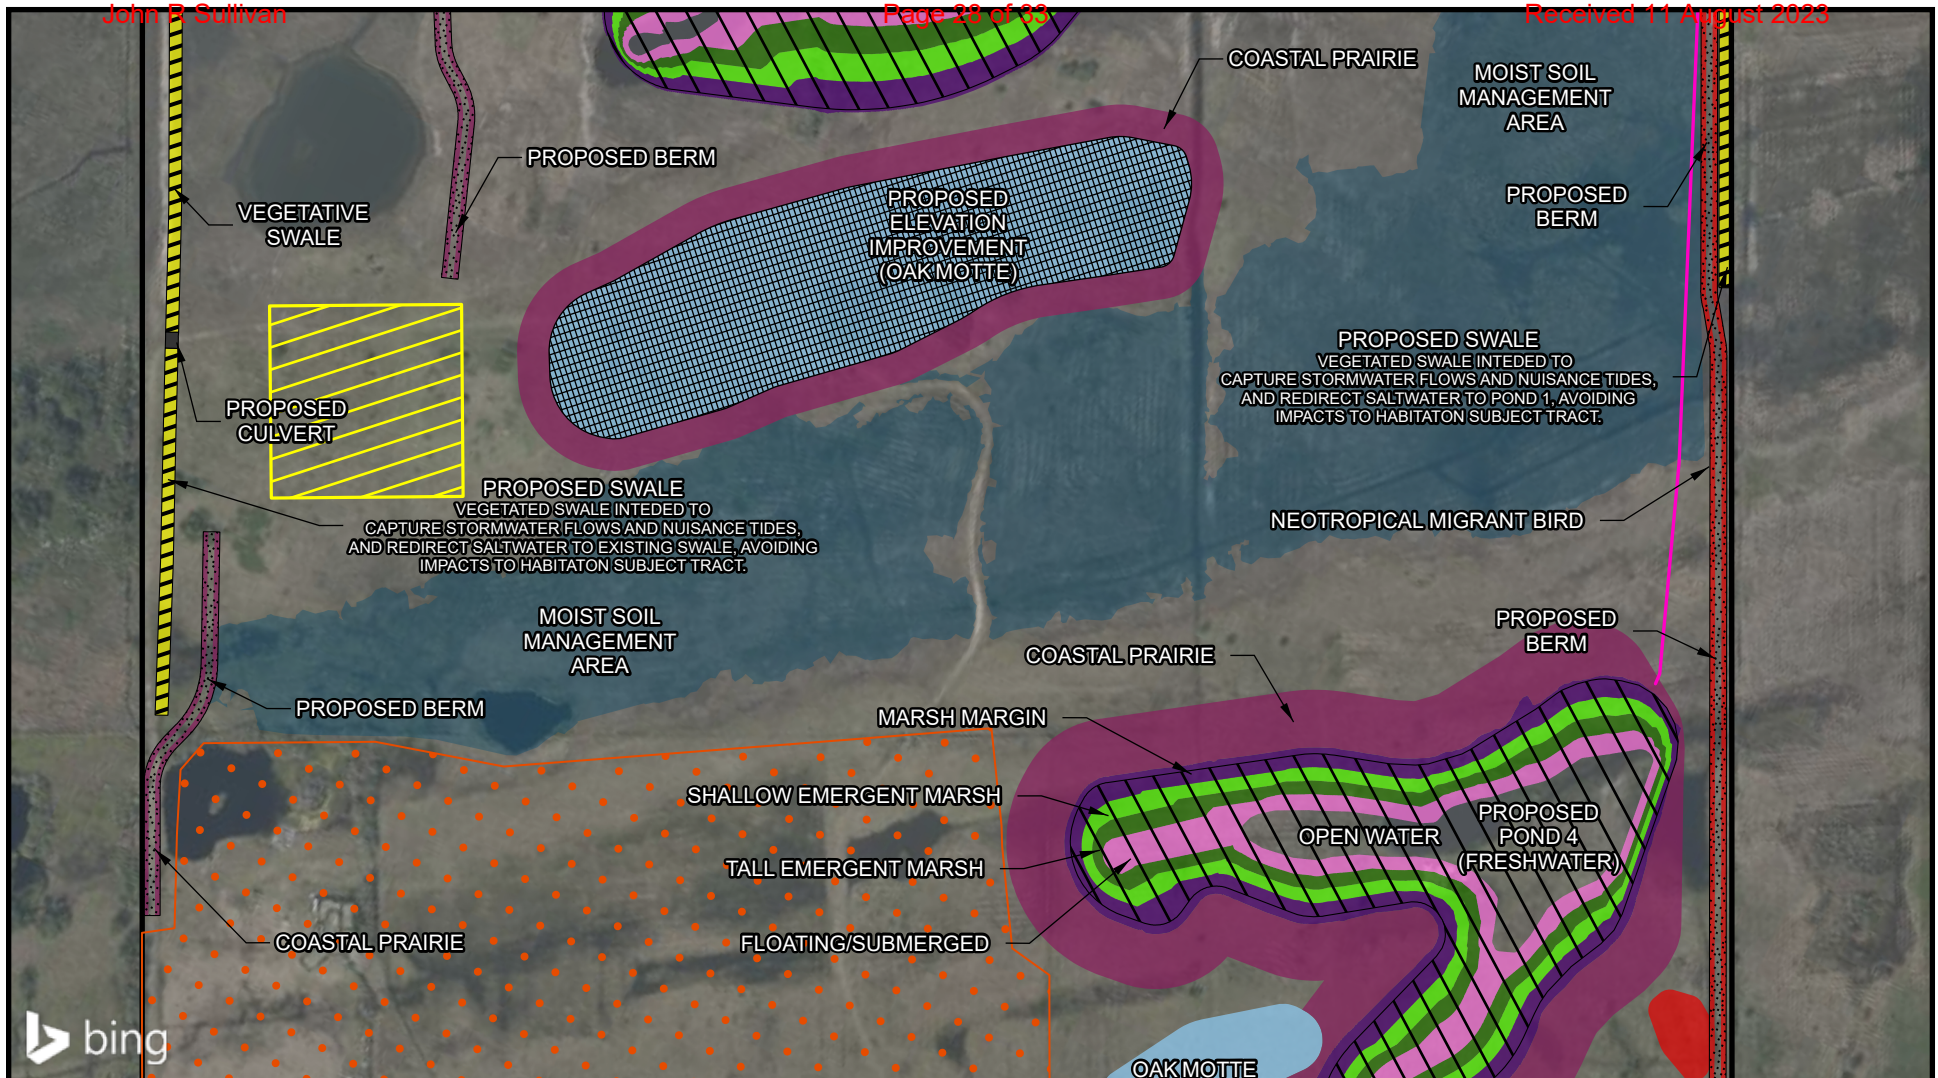 John R Sullivan
Page 28 of 33
Received 11 August 2023
COASTAL PRAIRIE
MOIST SOIL
MANAGEMENT
AREA
PROPOSED BERM
PROPOSED
BERM
VEGETATIVE
SWALE
PROPOSED
ELEVATION
IMPROVEMENT
(OAK MOTTE)
PROPOSED
CULVERT
PROPOSED SWALE
VEGETATED SWALE INTEDED TO
CAPTURE STORMWATER FLOWS AND NUISANCE TIDES,
AND REDIRECT SALTWATER TO POND 1, AVOIDING
IMPACTS TO HABITATON SUBJECT TRACT.
PROPOSED SWALE
VEGETATED SWALE INTEDED TO
CAPTURE STORMWATER FLOWS AND NUISANCE TIDES,
AND REDIRECT SALTWATER TO EXISTING SWALE, AVOIDING
IMPACTS TO HABITATON SUBJECT TRACT.
NEOTROPICAL MIGRANT BIRD
MOIST SOIL
MANAGEMENT
AREA
PROPOSED
BERM
COASTAL PRAIRIE
PROPOSED BERM
MARSH MARGIN
SHALLOW EMERGENT MARSH
OPEN WATER
PROPOSED
POND 4
(FRESHWATER)
TALL EMERGENT MARSH
COASTAL PRAIRIE
FLOATING/SUBMERGED
bing
OAK MOTTE